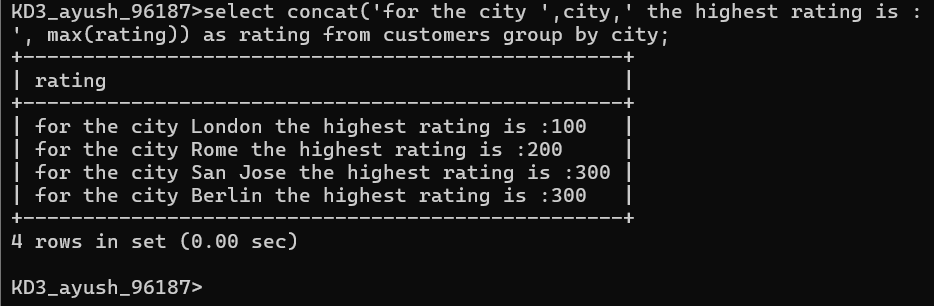 KD3_ayush_96187>select concat('for the city ',city,' the highest rating is :
', max(rating)) as rating from customers group by city;
+--------------------------------------------------+
| rating                                           |
+--------------------------------------------------+
| for the city London the highest rating is :100   |
| for the city Rome the highest rating is :200     |
| for the city San Jose the highest rating is :300 |
| for the city Berlin the highest rating is :300   |
+--------------------------------------------------+
4 rows in set (0.00 sec)
KD3_ayush_96187>